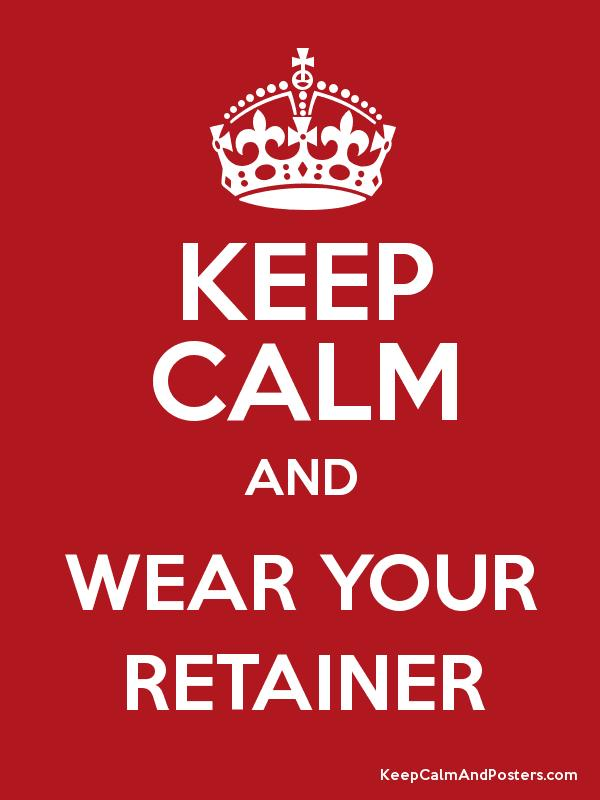 KEEP
CALM
AND
WEAR YOUR
RETAINER
KeepCalmAndPosters.com